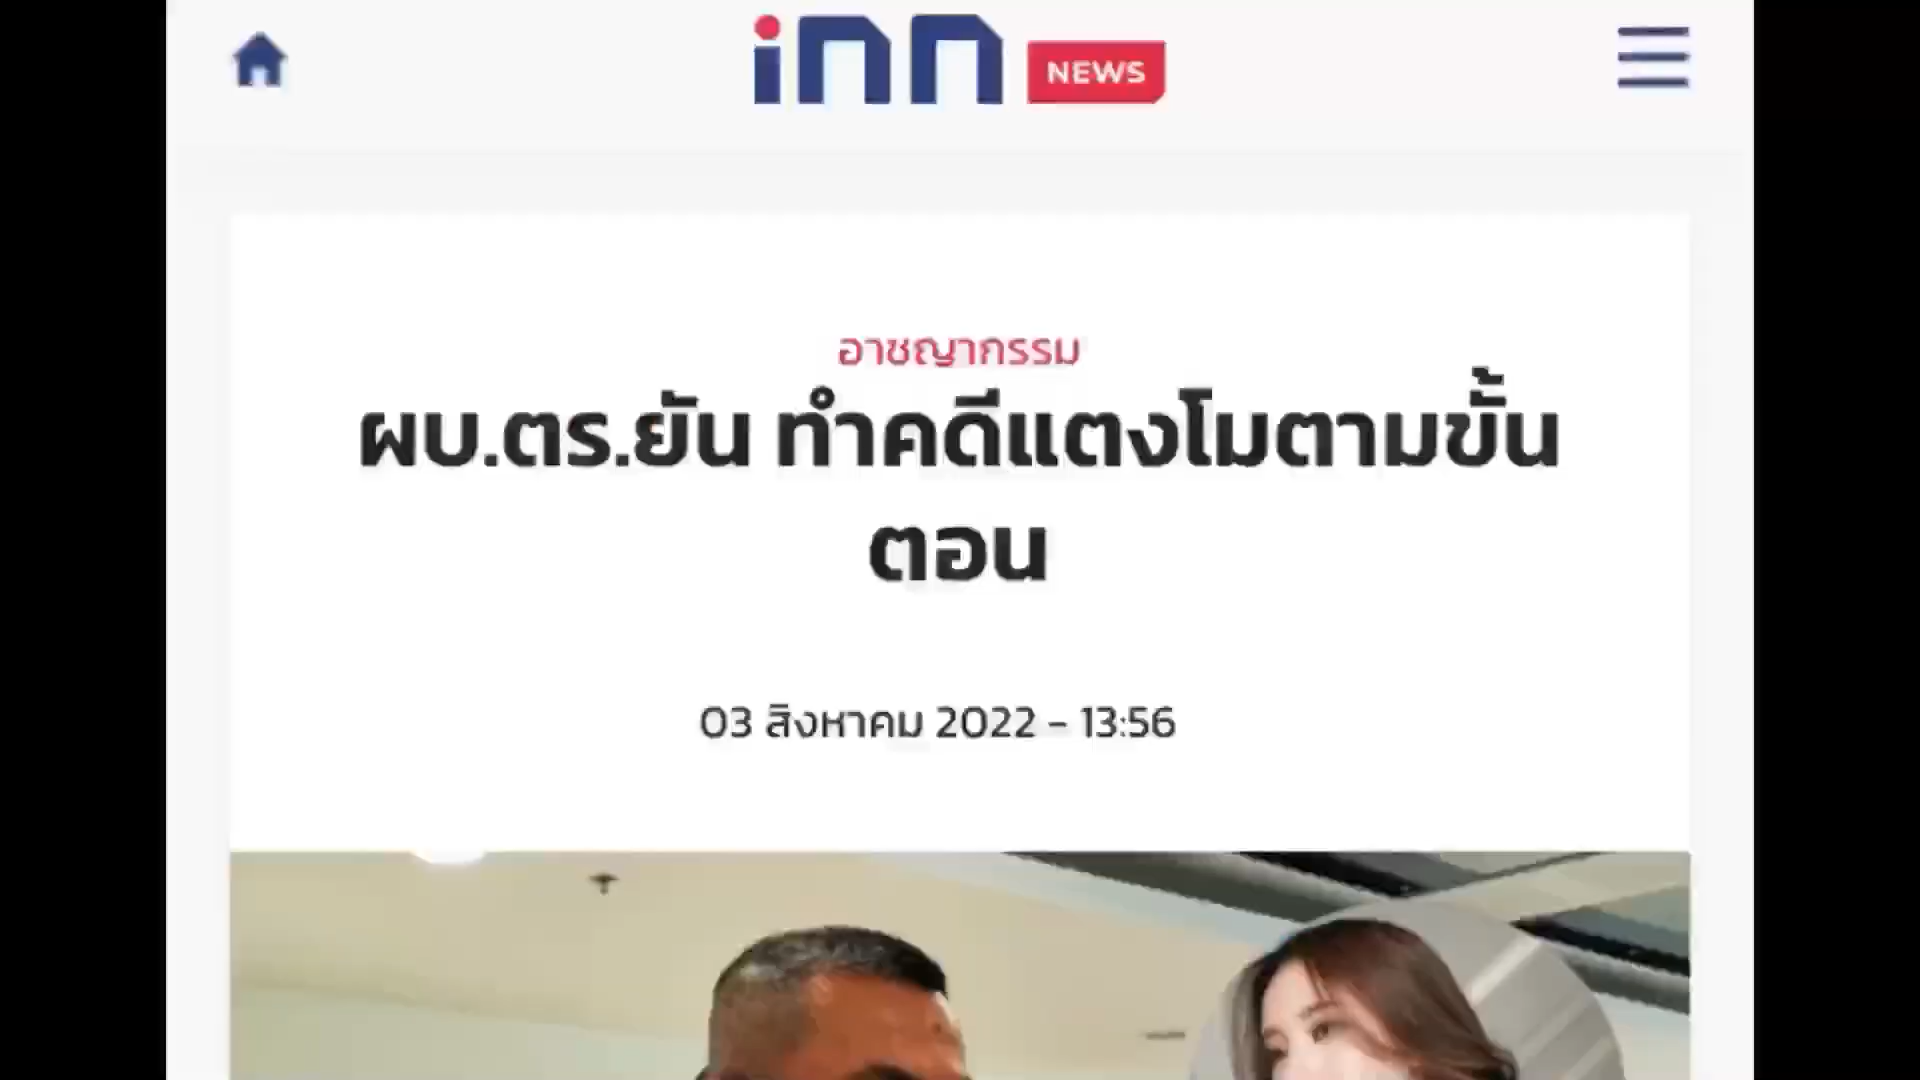 inn NEWS
อาชญากรรม
ผบ.ตร.ยัน ทำคดีแตงโมตามขั้น
ตอน
03 สิงหาคม 2022 - 13:56